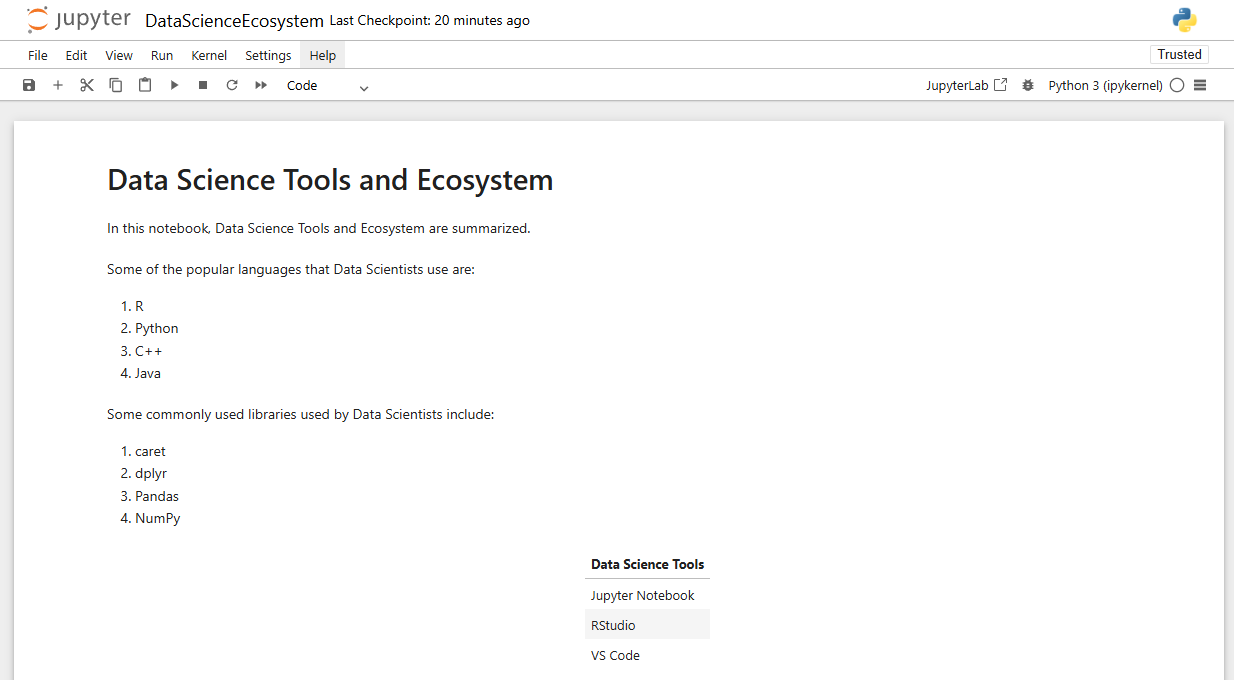 jupyter DataScienceEcosystem Last Checkpoint: 20 minutes ago
File Edit View Run Kernel Settings Help Trusted
Code JupyterLab Python 3 (ipykernel)
Data Science Tools and Ecosystem
In this notebook, Data Science Tools and Ecosystem are summarized.
Some of the popular languages that Data Scientists use are:
1. R
2. Python
3. C++
4. Java
Some commonly used libraries used by Data Scientists include:
1. caret
2. dplyr
3. Pandas
4. NumPy
Data Science Tools
Jupyter Notebook
RStudio
VS Code